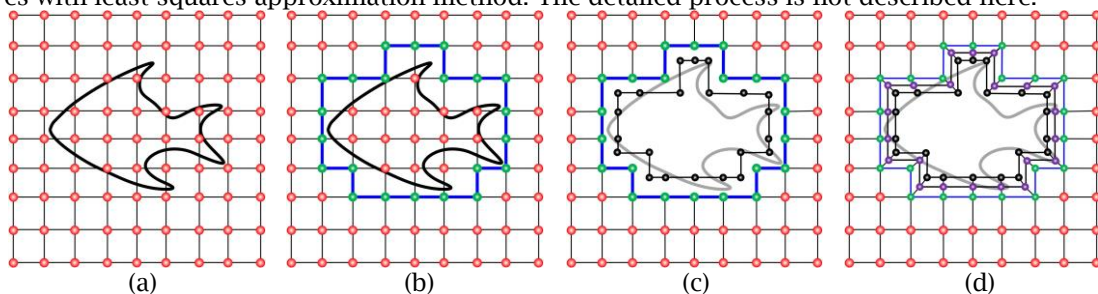 es with least squares approximation method. The detailed process is not described here.
(a) (b) (c) (d)